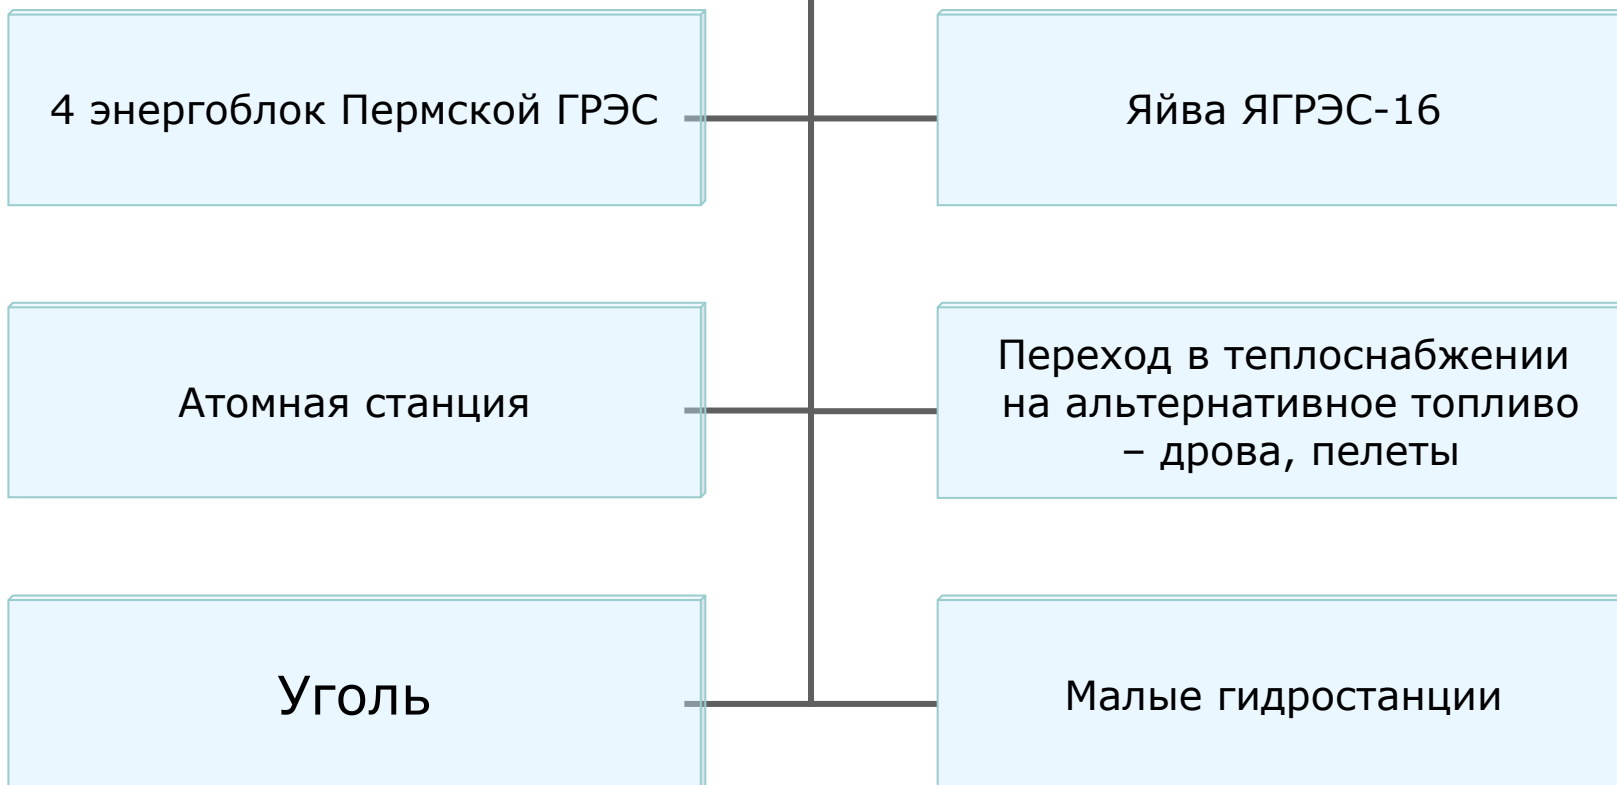 4 энергоблок Пермской ГРЭС
Яйва ЯГРЭС-16
Атомная станция
Переход в теплоснабжении
на альтернативное топливо
– дрова, пелеты
Уголь
Малые гидростанции